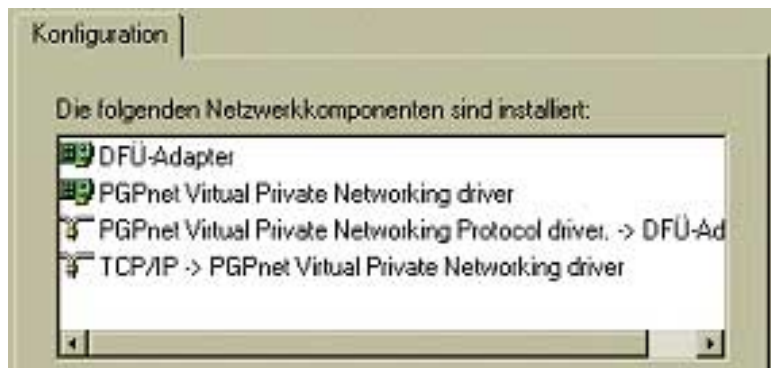 Konfiguration
Die folgenden Netzwerkkomponenten sind installiert:
DFÜ-Adapter
PGPnet Virtual Private Networking driver
PGPnet Virtual Private Networking Protocol driver. -> DFÜ-Ad
TCP/IP -> PGPnet Virtual Private Networking driver